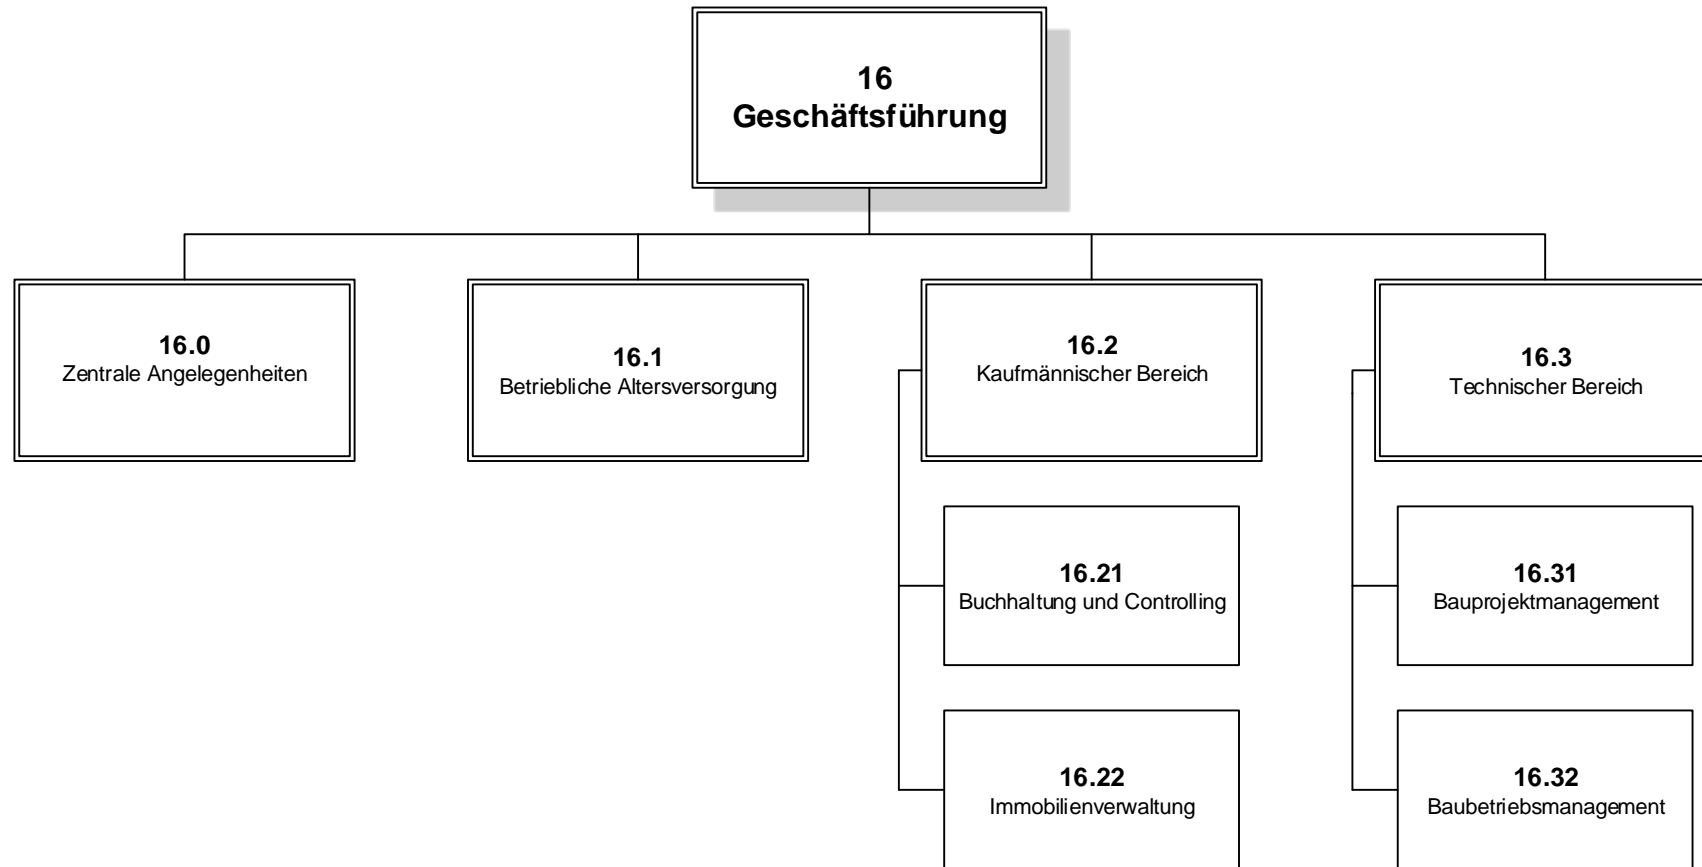 16
Geschäftsführung
16.0
Zentrale Angelegenheiten
16.1
Betriebliche Altersversorgung
16.2
Kaufmännischer Bereich
16.3
Technischer Bereich
16.21
Buchhaltung und Controlling
16.31
Bauprojektmanagement
16.22
Immobilienverwaltung
16.32
Baubetriebsmanagement